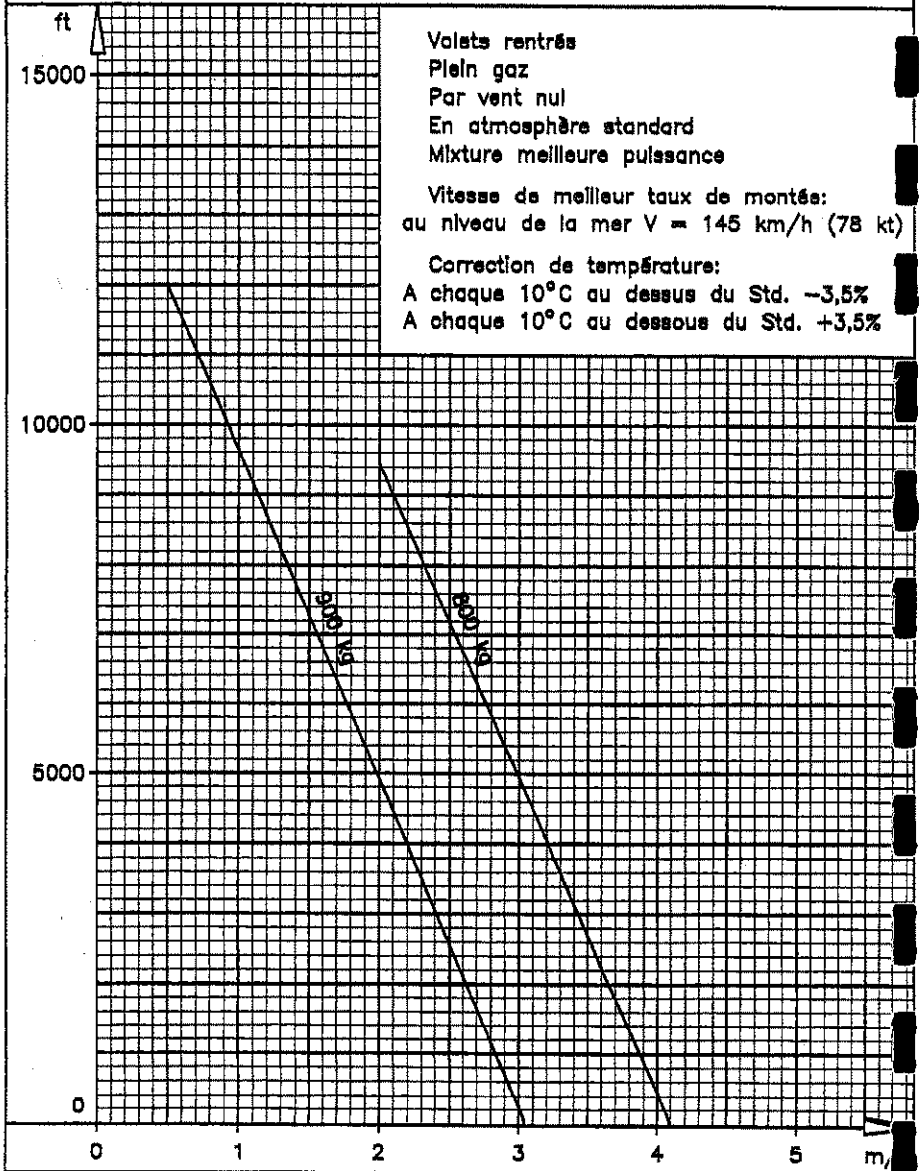 ft
15000
Volets rentrés
Plein gaz
Par vent nul
En atmosphère standard
Mixture meilleure puissance
Vitesse de meilleur taux de montés:
au niveau de la mer V = 145 km/h (78 kt)
Correction de température:
A chaque 10°C au dessus du Std. -3,5%
A chaque 10°C au dessous du Std. +3,5%
10000
900 kg
800 kg
5000
0
0 1 2 3 4 5 m/